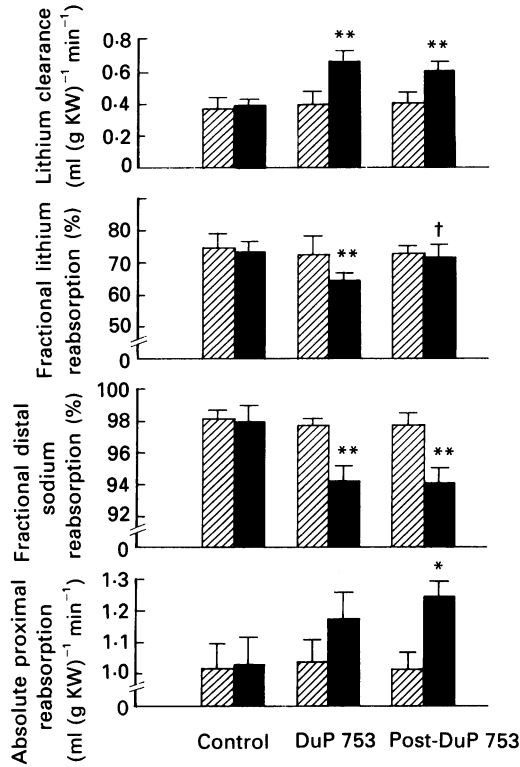 Lithium clearance
(ml (g KW)⁻¹ min⁻¹)
0·8
0·6
0·4
0·2
0
**
**
Fractional lithium
reabsorption (%)
80
70
60
50
0
**
†
Fractional distal
sodium
reabsorption (%)
100
98
96
94
92
0
**
**
Absolute proximal
reabsorption
(ml (g KW)⁻¹ min⁻¹)
1·3
1·2
1·1
1·0
0
*
Control DuP 753 Post-DuP 753